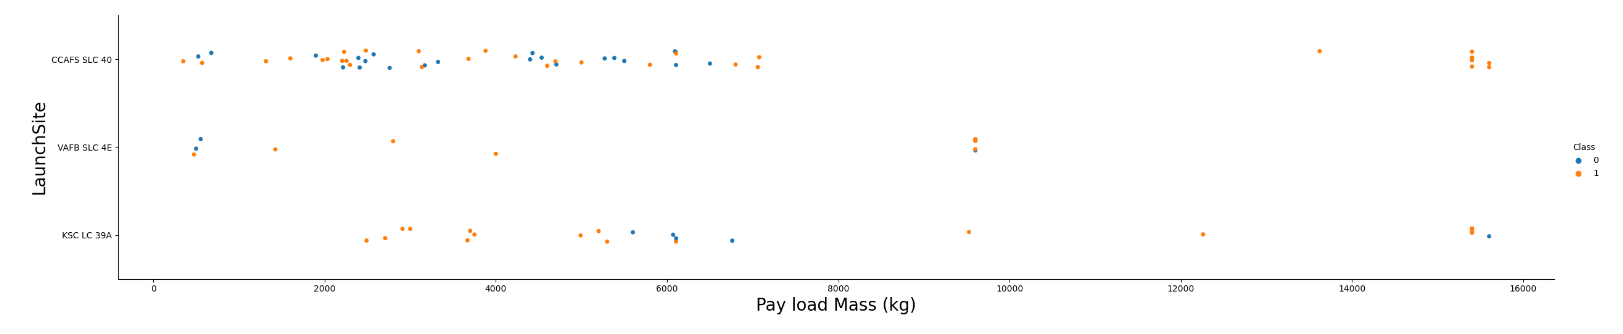 CCAFS SLC 40
VAFB SLC 4E
KSC LC 39A
LaunchSite
0 2000 4000 6000 8000 10000 12000 14000 16000
Pay load Mass (kg)
Class
0
1